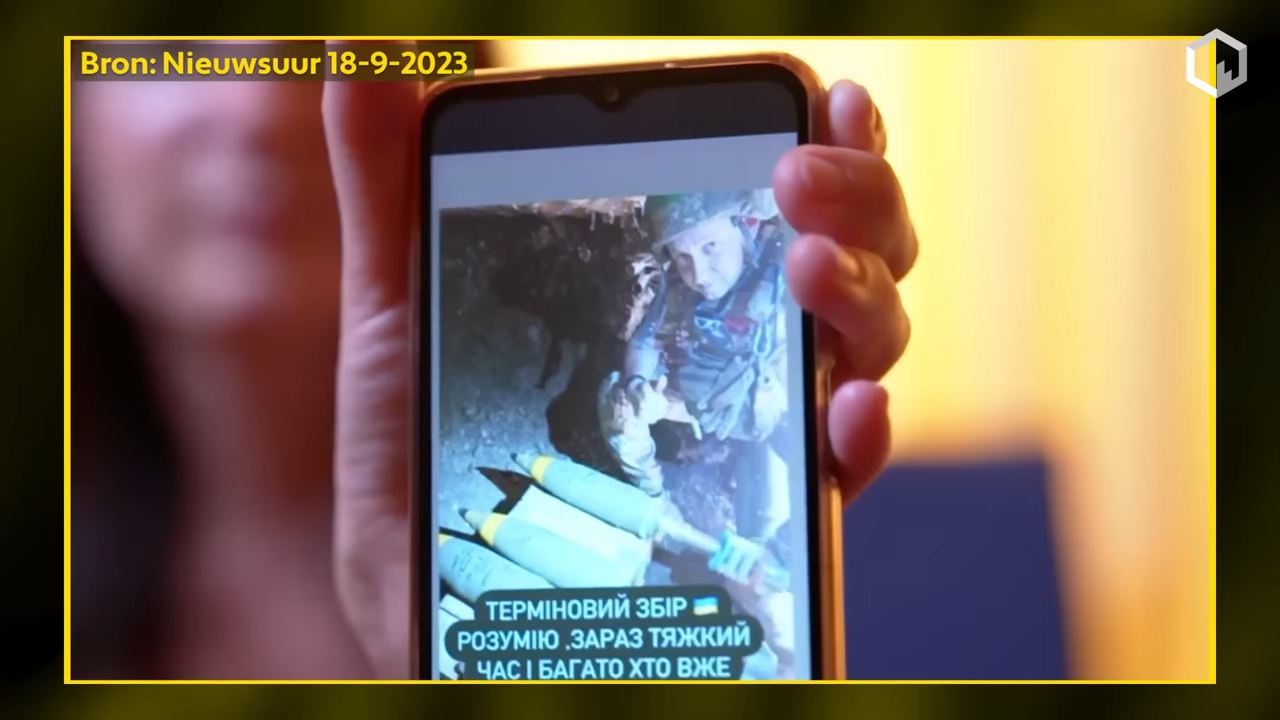 Bron: Nieuwsuur 18-9-2023
ТЕРМІНОВИЙ ЗБІР 🇺🇦
РОЗУМІЮ ,ЗАРАЗ ТЯЖКИЙ
ЧАС І БАГАТО ХТО ВЖЕ